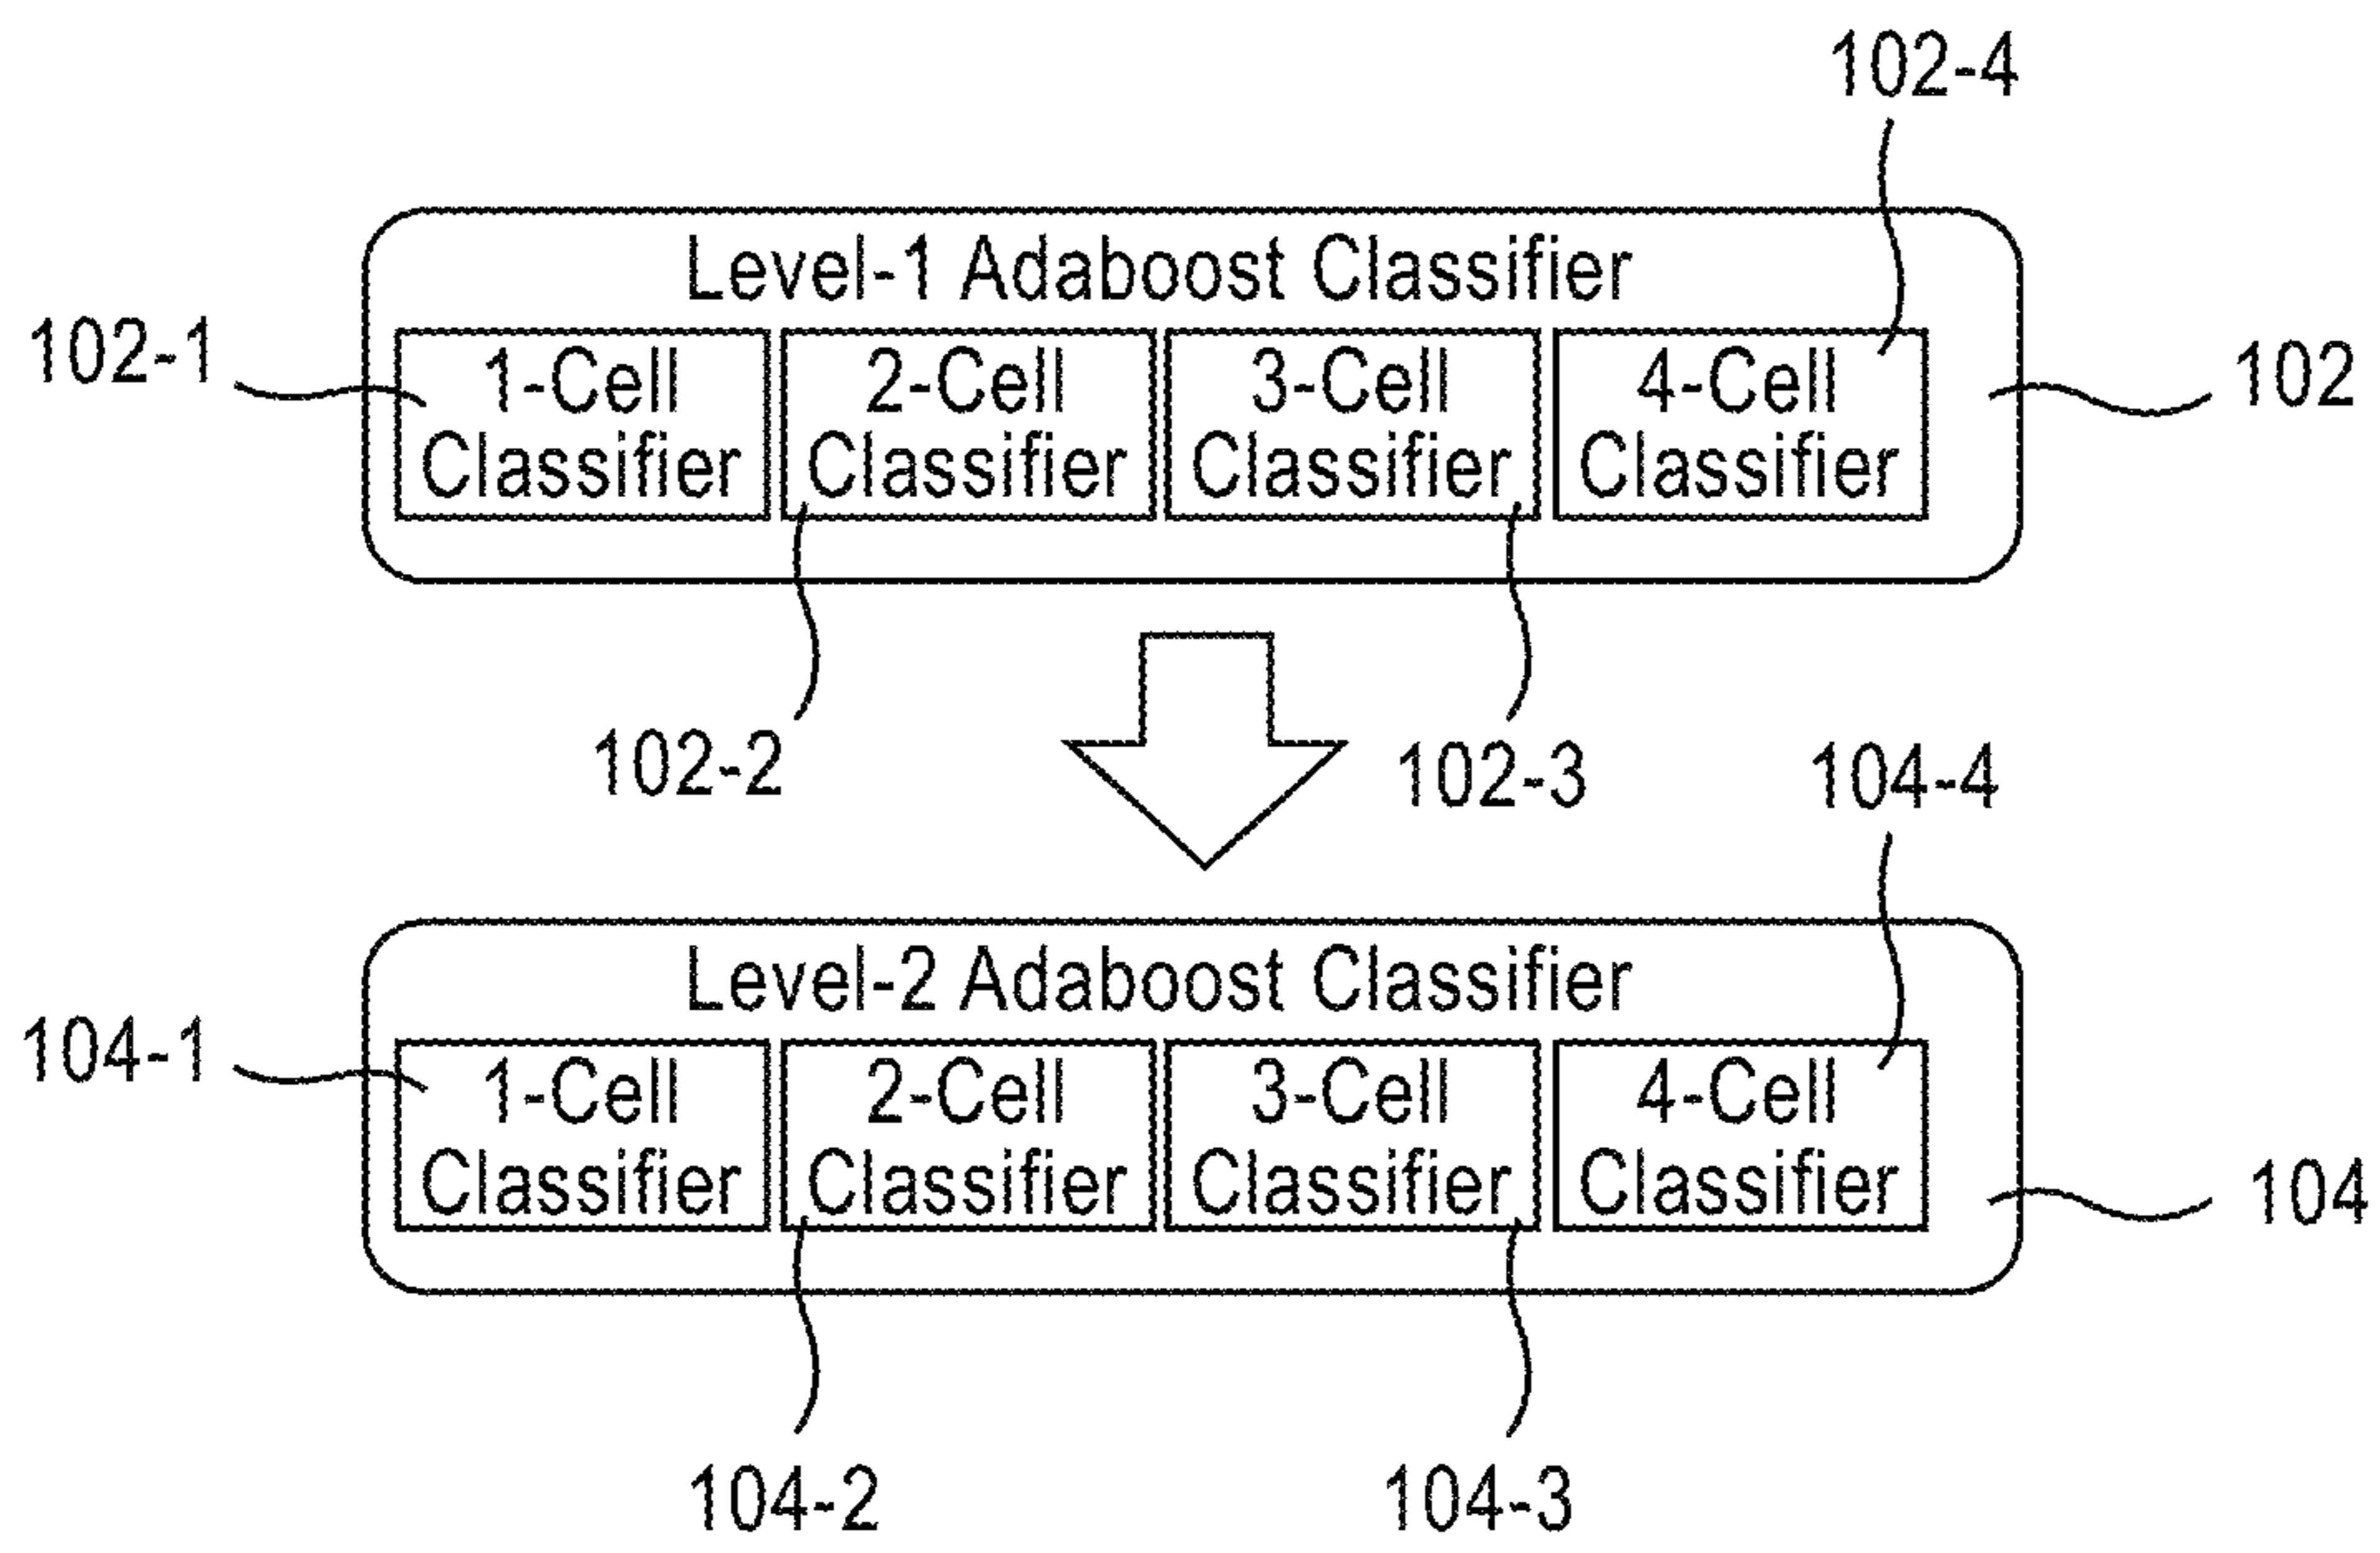 102-4
Level-1 Adaboost Classifier
102-1
1-Cell
Classifier
2-Cell
Classifier
3-Cell
Classifier
4-Cell
Classifier
102
102-2
102-3
104-4
Level-2 Adaboost Classifier
104-1
1-Cell
Classifier
2-Cell
Classifier
3-Cell
Classifier
4-Cell
Classifier
104
104-2
104-3